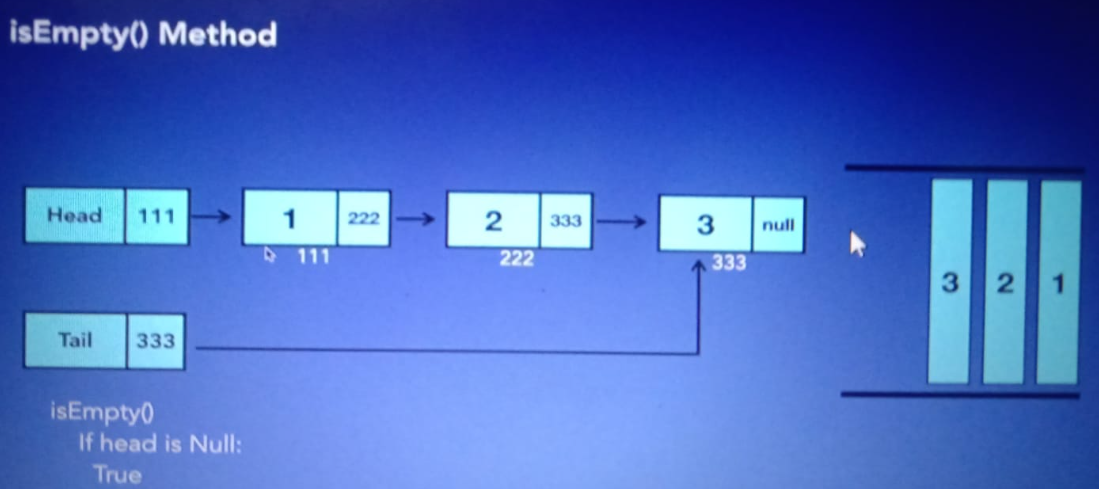 isEmpty() Method
Head 111
1 222
2 333
3 null
111
222
333
3 2 1
Tail 333
isEmpty()
If head is Null:
True